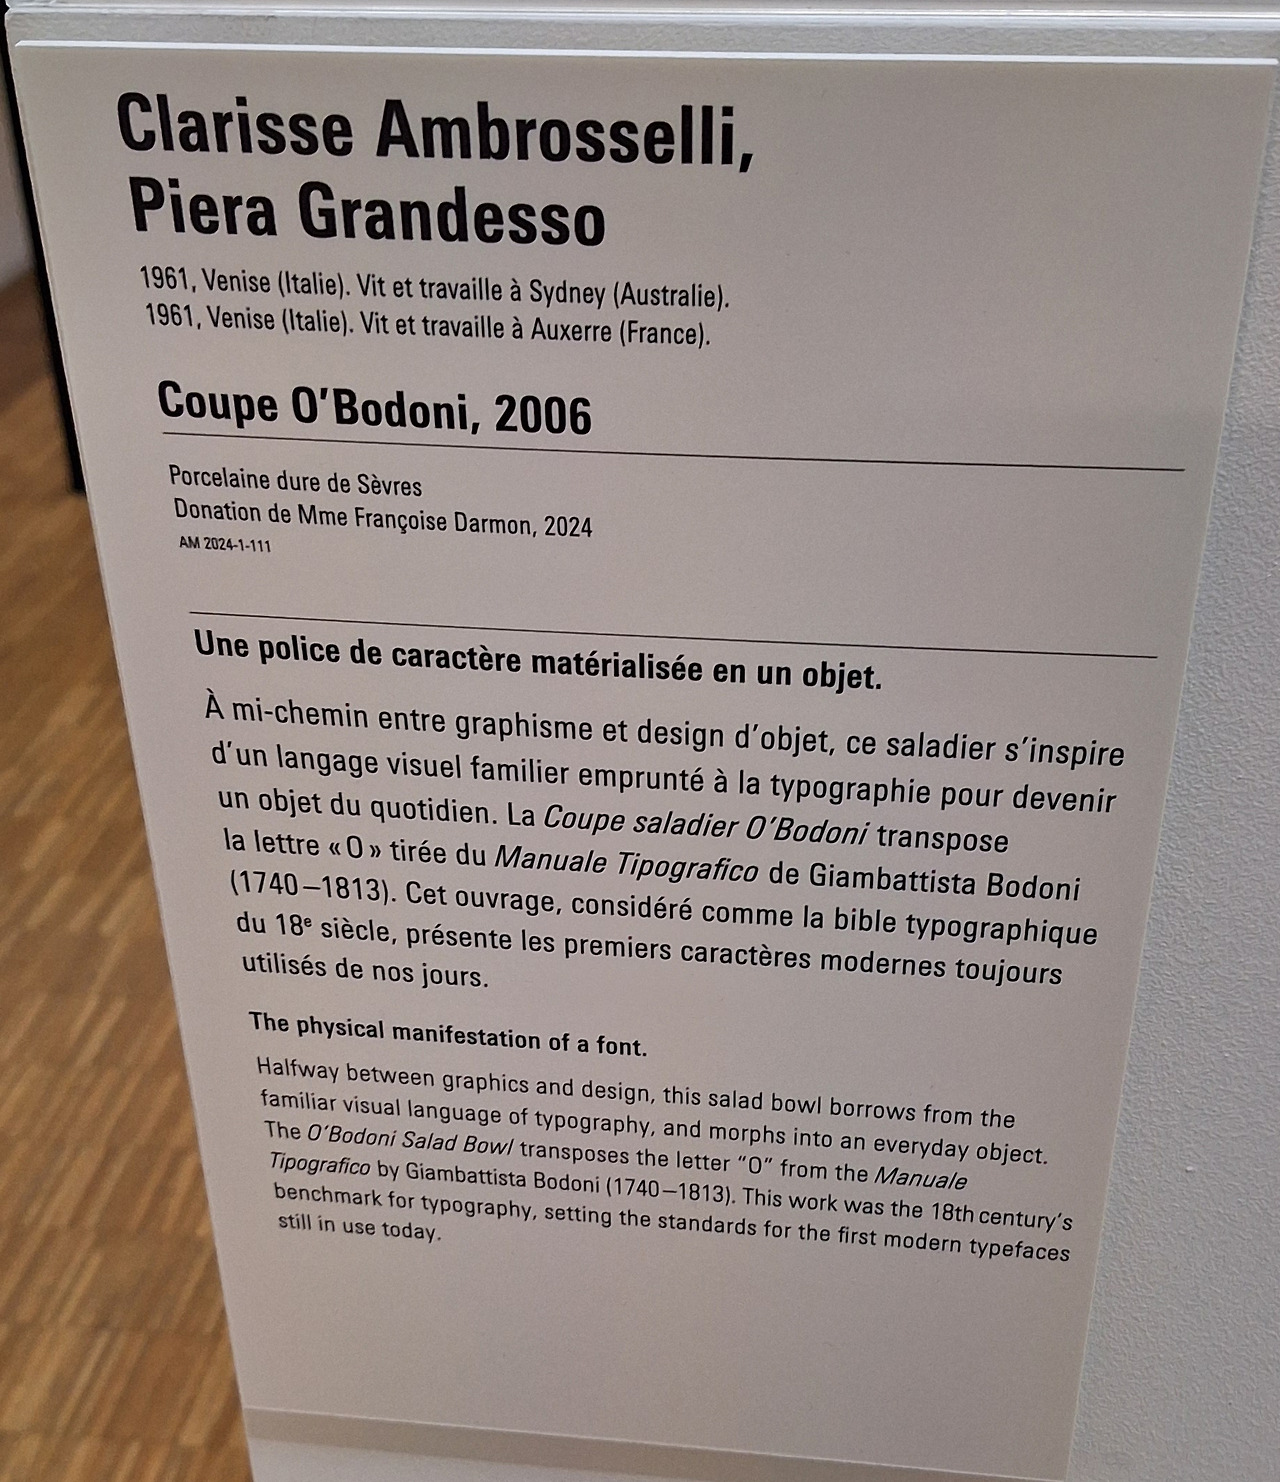 Clarisse Ambrosselli,
Piera Grandesso
1961, Venise (Italie). Vit et travaille à Sydney (Australie).
1961, Venise (Italie). Vit et travaille à Auxerre (France).
Coupe O’Bodoni, 2006
Porcelaine dure de Sèvres
Donation de Mme Françoise Darmon, 2024
AM 2024-1-111
Une police de caractère matérialisée en un objet.
À mi-chemin entre graphisme et design d’objet, ce saladier s’inspire
d’un langage visuel familier emprunté à la typographie pour devenir
un objet du quotidien. La Coupe saladier O’Bodoni transpose
la lettre « O » tirée du Manuale Tipografico de Giambattista Bodoni
(1740–1813). Cet ouvrage, considéré comme la bible typographique
du 18e siècle, présente les premiers caractères modernes toujours
utilisés de nos jours.
The physical manifestation of a font.
Halfway between graphics and design, this salad bowl borrows from the
familiar visual language of typography, and morphs into an everyday object.
The O’Bodoni Salad Bowl transposes the letter “O” from the Manuale
Tipografico by Giambattista Bodoni (1740–1813). This work was the 18th century’s
benchmark for typography, setting the standards for the first modern typefaces
still in use today.